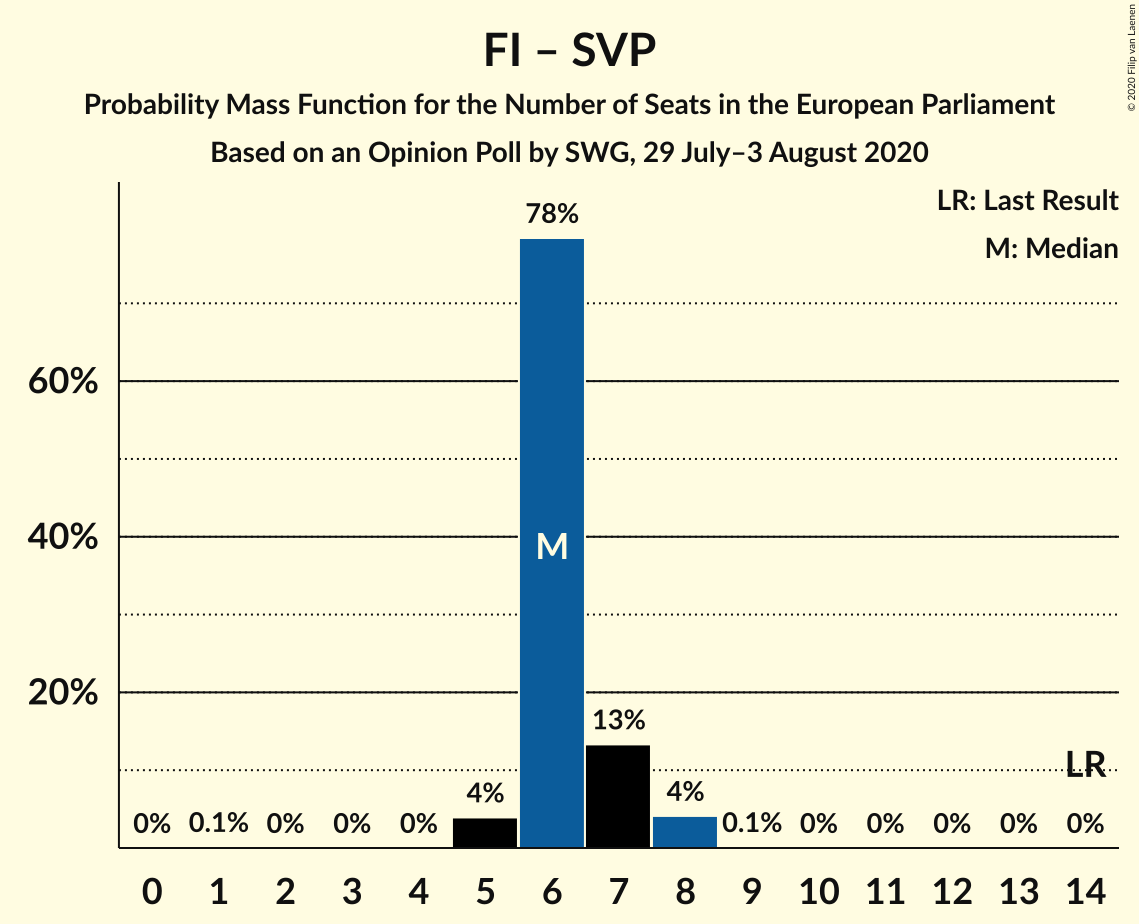 FI – SVP
Probability Mass Function for the Number of Seats in the European Parliament
Based on an Opinion Poll by SWG, 29 July–3 August 2020
© 2020 Filip van Laenen
LR: Last Result
M: Median
78%
60%
40%
M
20%
13%
LR
4%
4%
0%
0.1%
0%
0%
0%
0.1%
0%
0%
0%
0%
0%
0 1 2 3 4 5 6 7 8 9 10 11 12 13 14